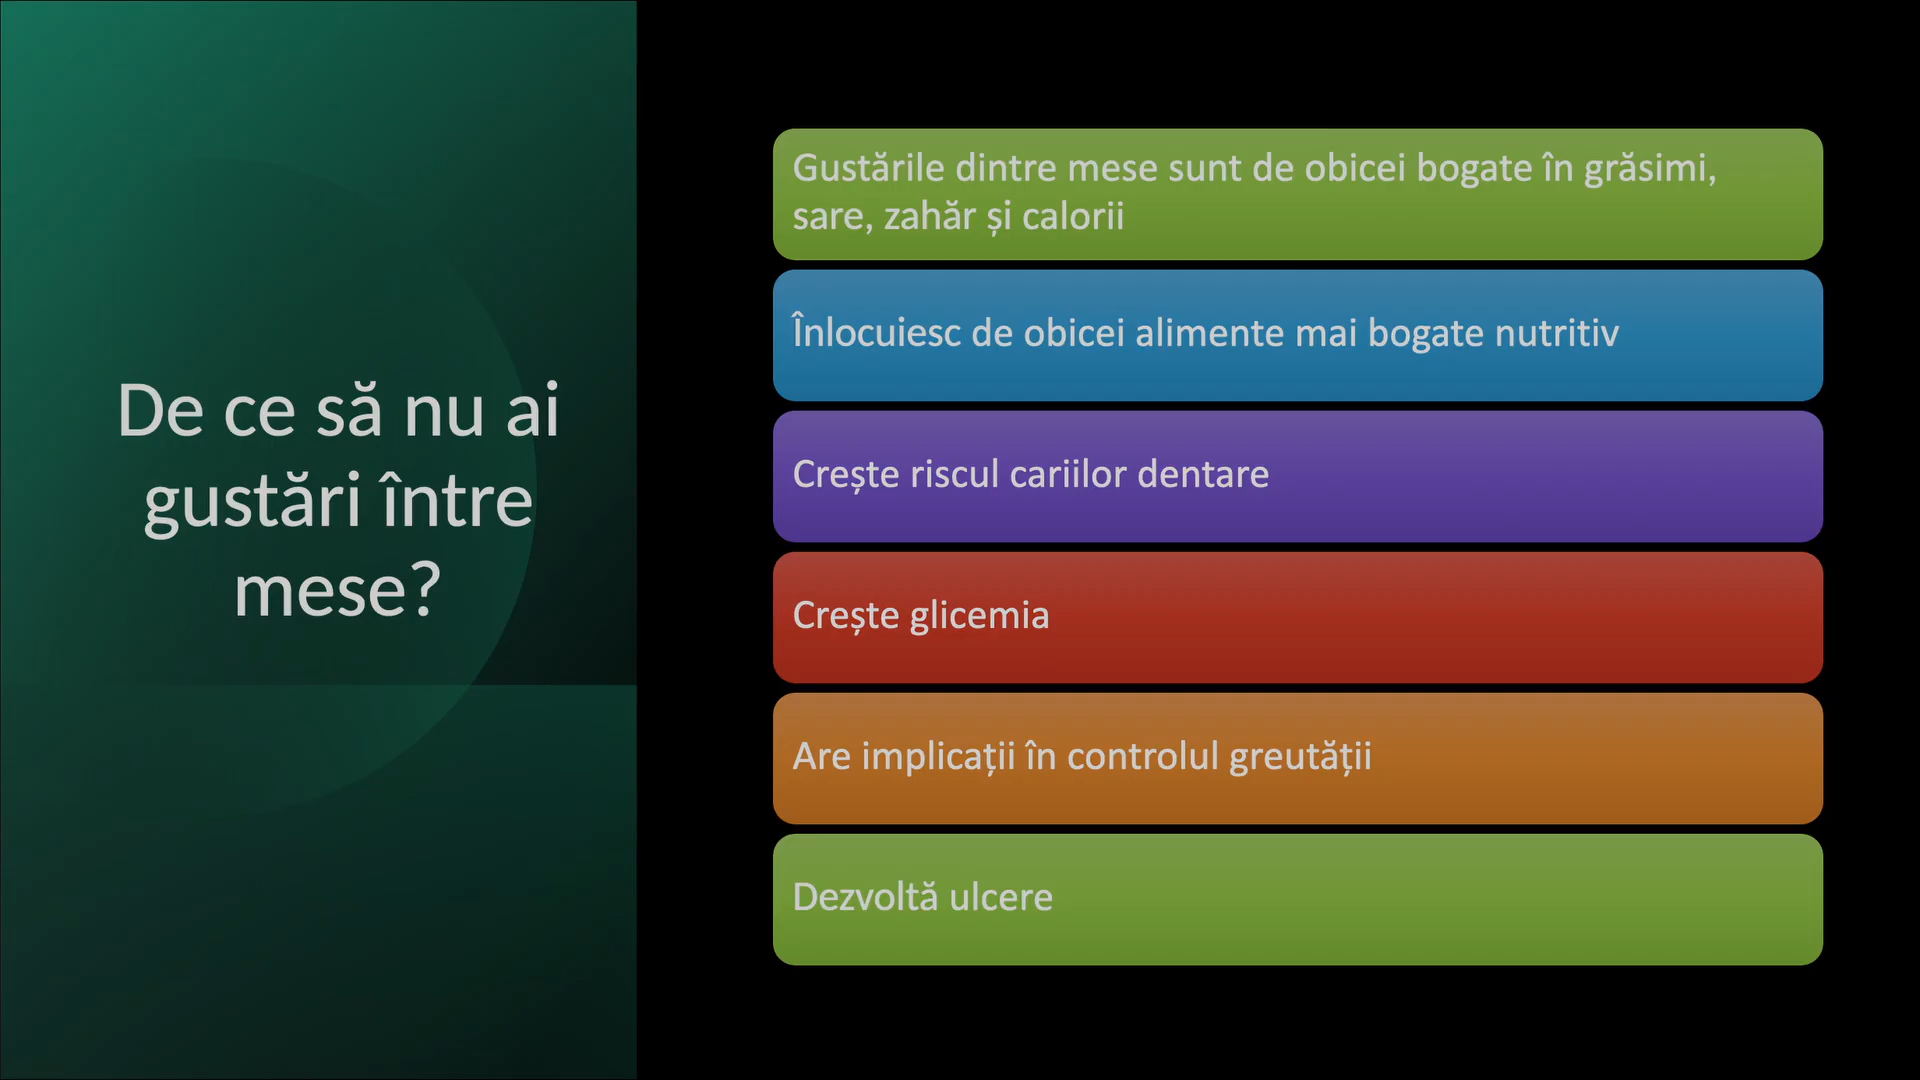 De ce să nu ai
gustări între
mese?
Gustările dintre mese sunt de obicei bogate în grăsimi,
sare, zahăr și calorii
Înlocuiesc de obicei alimente mai bogate nutritiv
Crește riscul cariilor dentare
Crește glicemia
Are implicații în controlul greutății
Dezvoltă ulcere